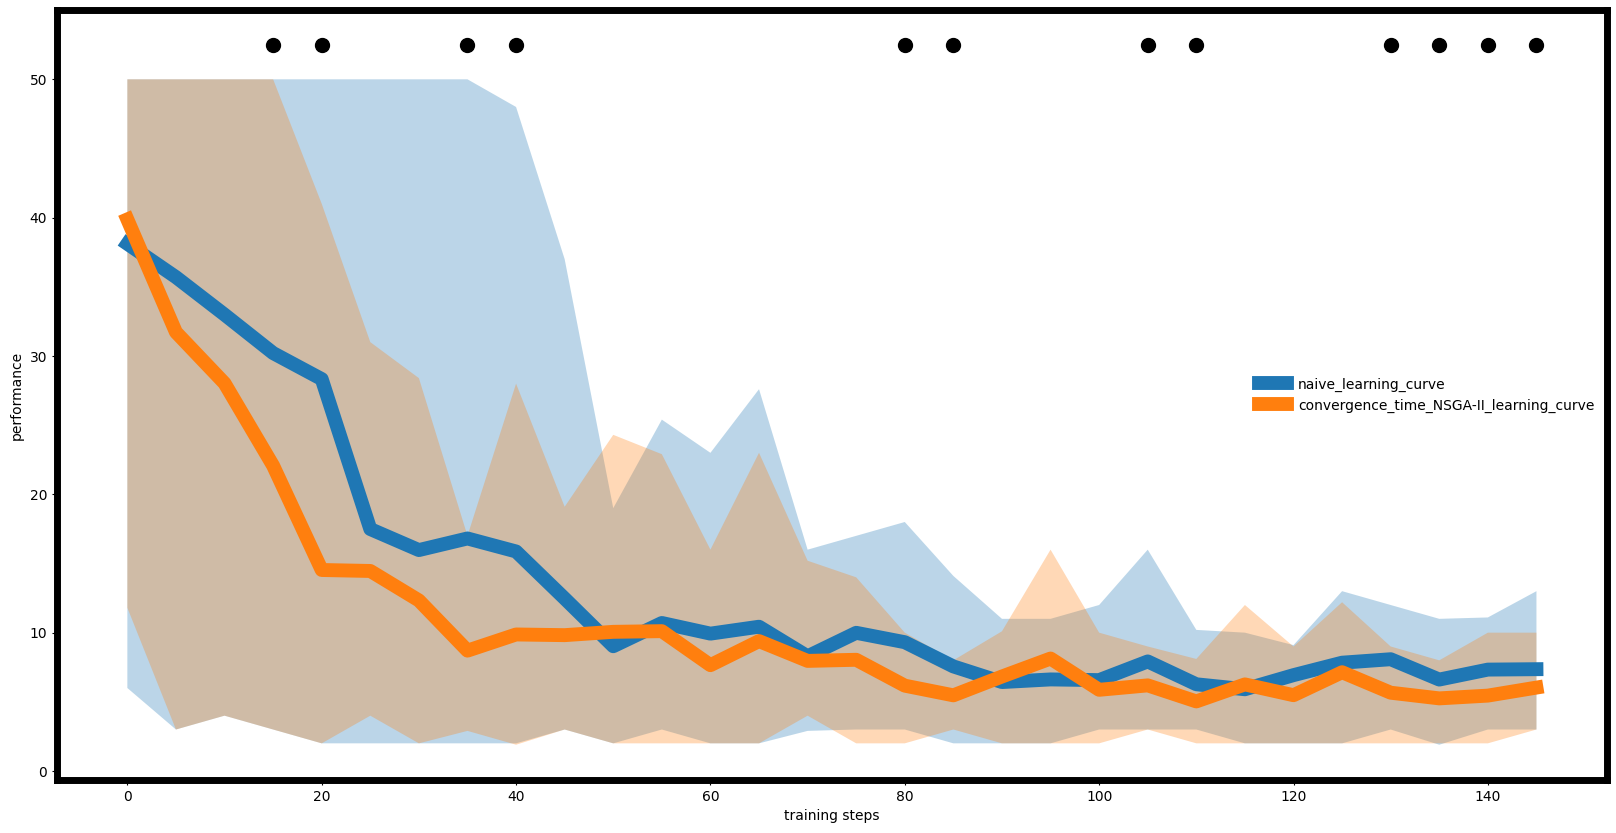 50
40
30
20
10
0
performance
naive_learning_curve
convergence_time_NSGA-II_learning_curve
0 20 40 60 80 100 120 140
training steps